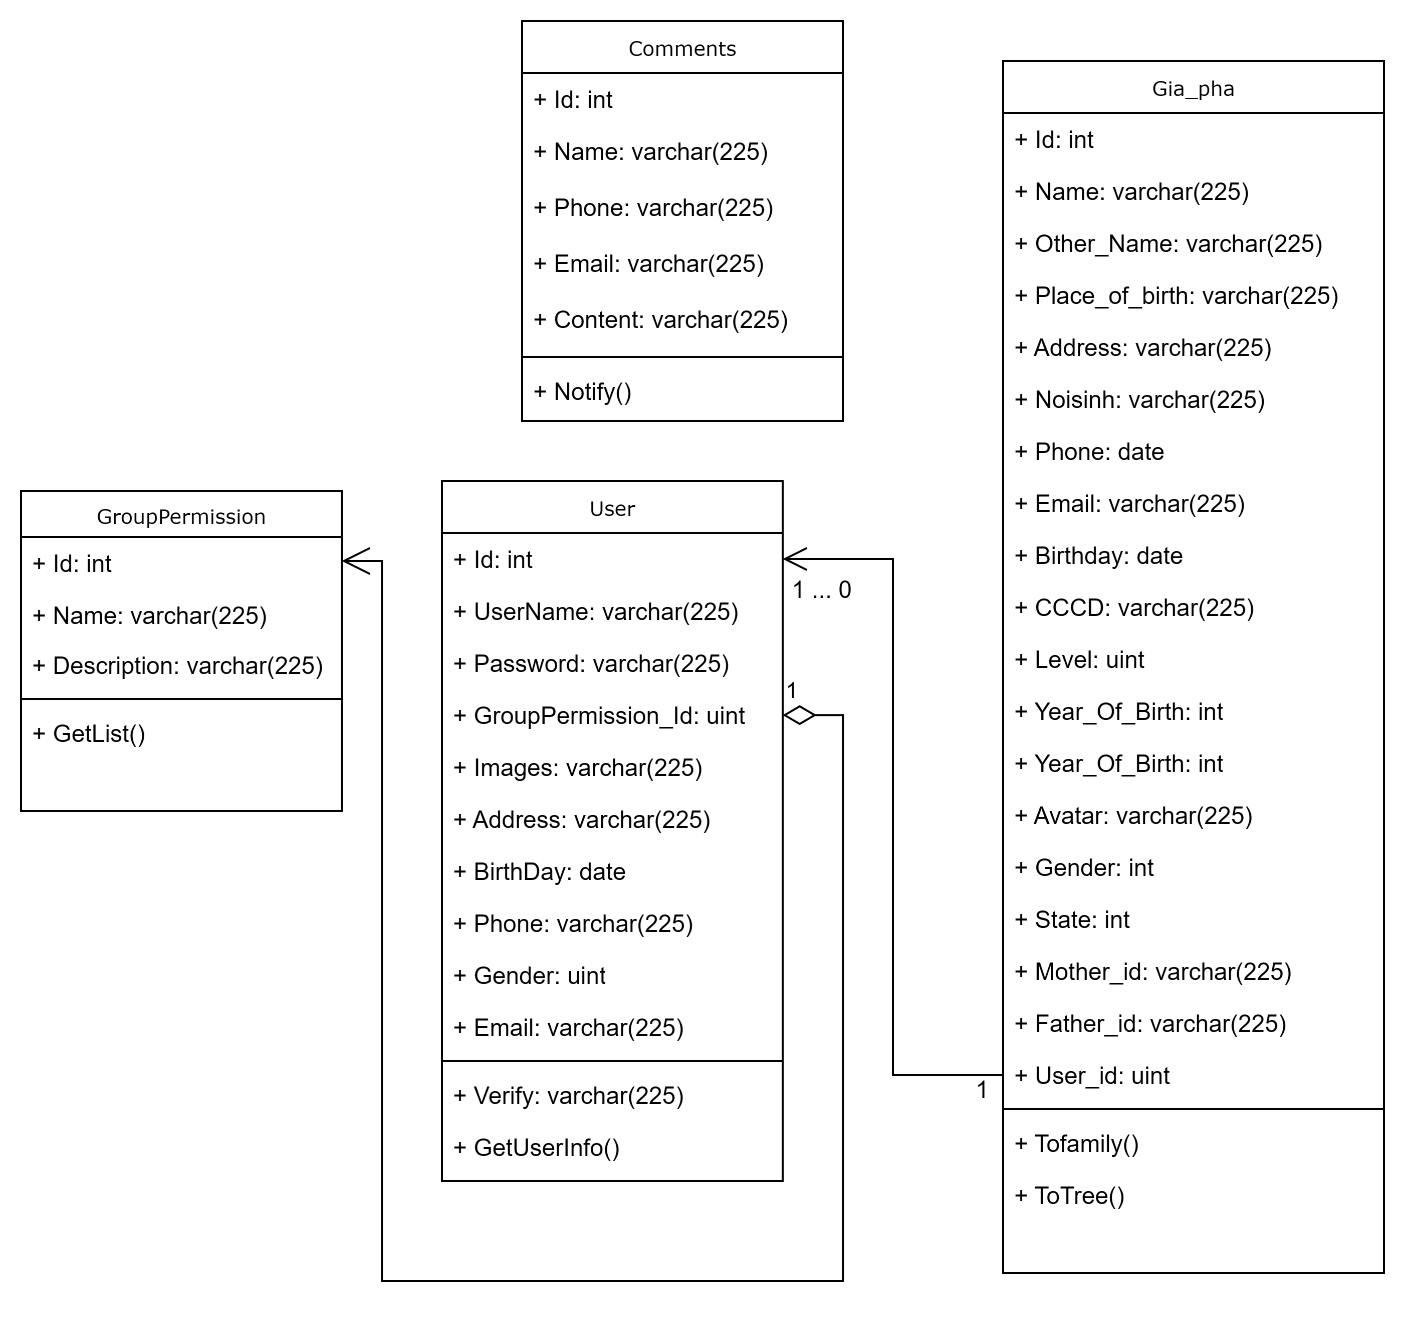 Comments
+ Id: int
+ Name: varchar(225)
+ Phone: varchar(225)
+ Email: varchar(225)
+ Content: varchar(225)
+ Notify()
GroupPermission
+ Id: int
+ Name: varchar(225)
+ Description: varchar(225)
+ GetList()
User
+ Id: int
+ UserName: varchar(225)
+ Password: varchar(225)
+ GroupPermission_Id: uint
+ Images: varchar(225)
+ Address: varchar(225)
+ BirthDay: date
+ Phone: varchar(225)
+ Gender: uint
+ Email: varchar(225)
+ Verify: varchar(225)
+ GetUserInfo()
1 ... 0
1
1
Gia_pha
+ Id: int
+ Name: varchar(225)
+ Other_Name: varchar(225)
+ Place_of_birth: varchar(225)
+ Address: varchar(225)
+ Noisinh: varchar(225)
+ Phone: date
+ Email: varchar(225)
+ Birthday: date
+ CCCD: varchar(225)
+ Level: uint
+ Year_Of_Birth: int
+ Year_Of_Birth: int
+ Avatar: varchar(225)
+ Gender: int
+ State: int
+ Mother_id: varchar(225)
+ Father_id: varchar(225)
+ User_id: uint
+ Tofamily()
+ ToTree()